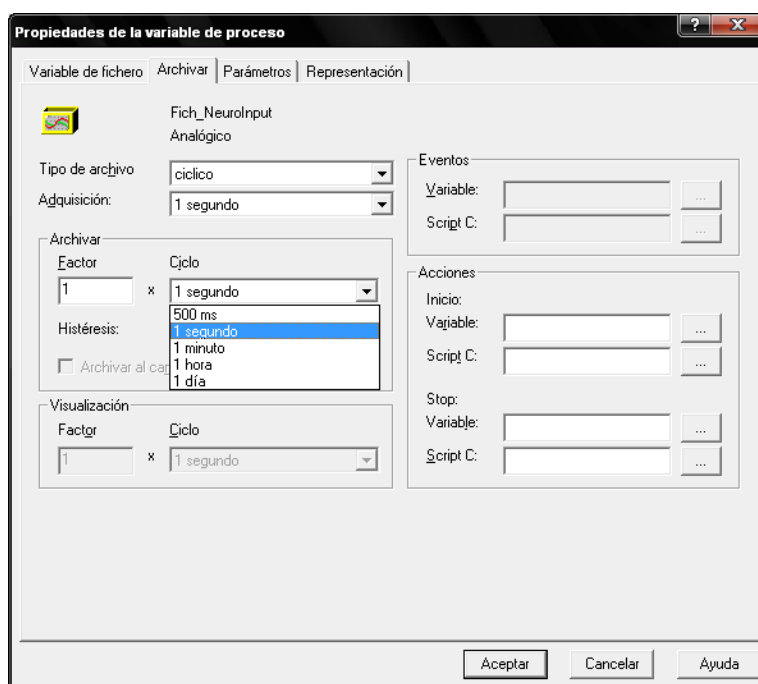 Propiedades de la variable de proceso
Variable de fichero Archivar Parámetros Representación
Fich_NeuroInput
Analógico
Tipo de archivo ciclico
Adquisición: 1 segundo
Archivar
Factor Ciclo
1 x 1 segundo
500 ms
1 segundo
1 minuto
1 hora
1 día
Histéresis:
Archivar al
Visualización
Factor Ciclo
1 x 1 segundo
Eventos
Variable: ...
Script C: ...
Acciones
Inicio:
Variable: ...
Script C: ...
Stop:
Variable: ...
Script C: ...
Aceptar Cancelar Ayuda